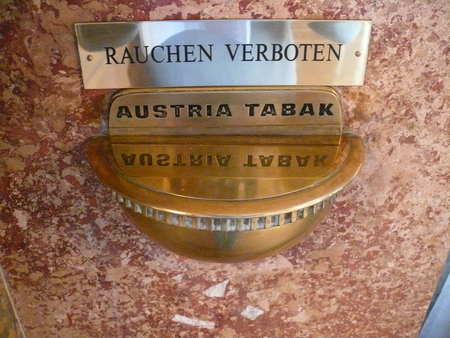 RAUCHEN VERBOTEN
AUSTRIA TABAK